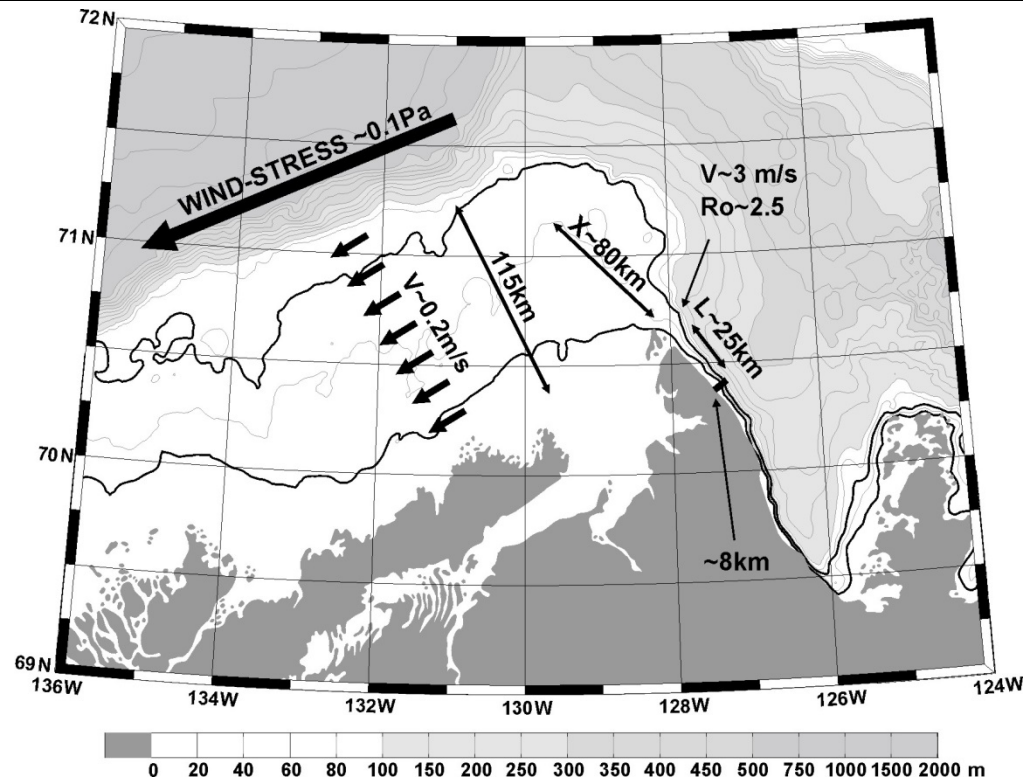 72N
WIND-STRESS ~0.1Pa
V~3 m/s
Ro~2.5
71N
115km
X~80km
V~0.2m/s
L~25km
70N
~8km
69N
136W 134W 132W 130W 128W 126W 124W
0 20 40 60 80 100 150 200 250 300 350 400 450 500 750 1000 1500 2000 m